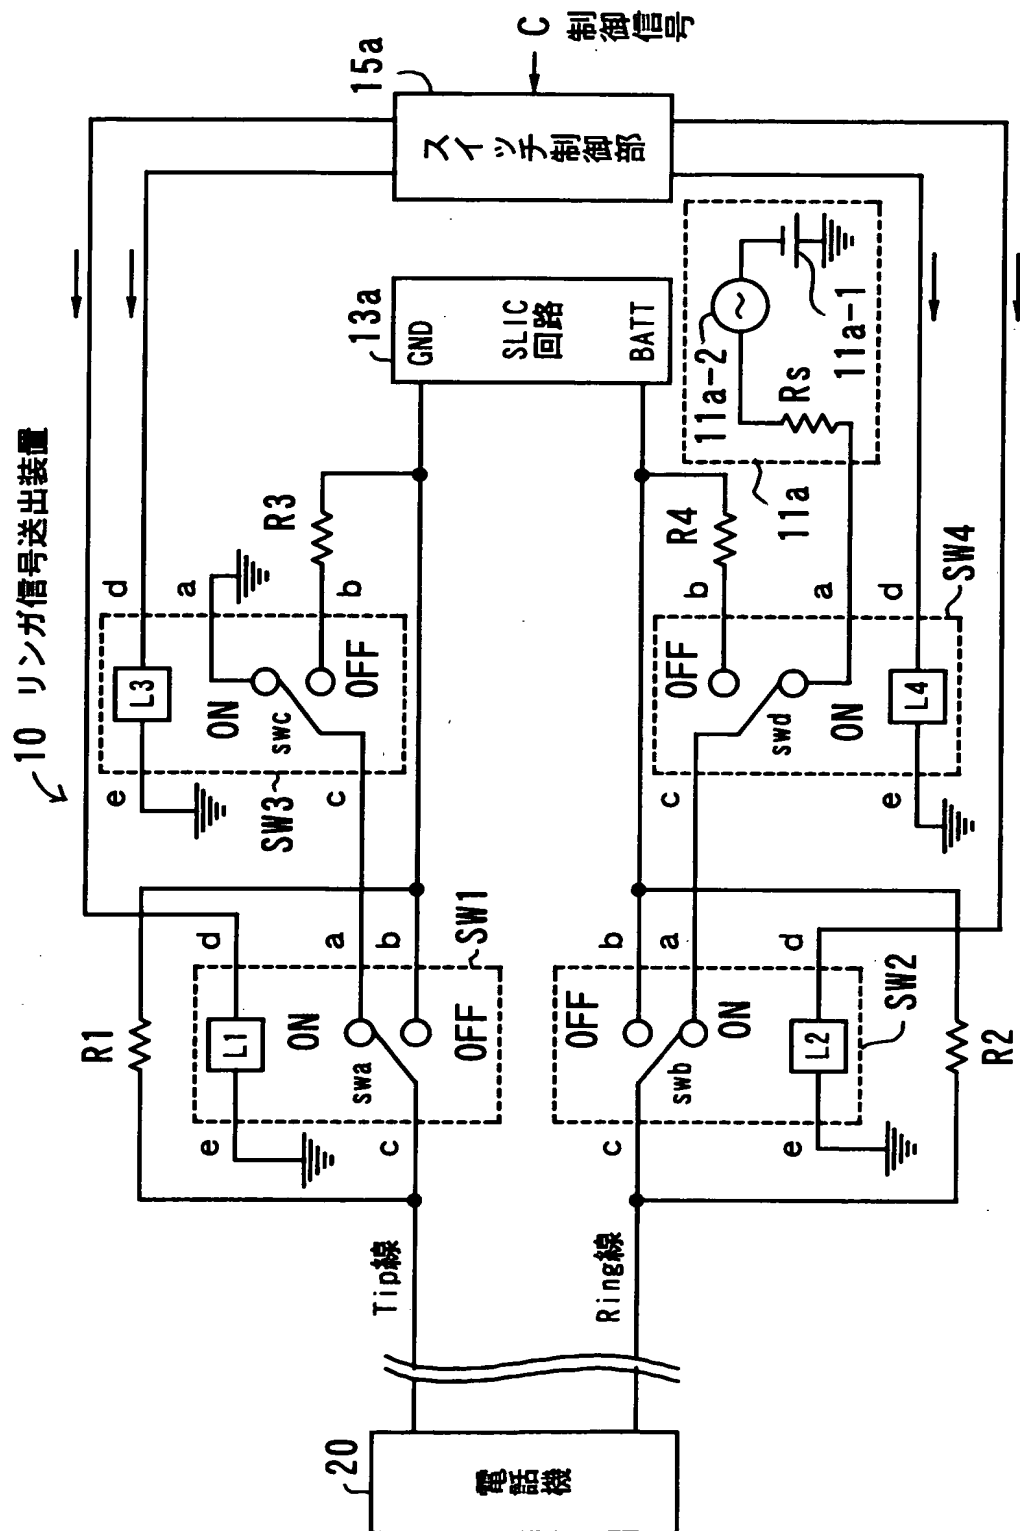 10 リンガ信号送出装置
20
電話機
Tip線
Ring線
R1
L1
d
e
ON
swa
a
b
c
OFF
SW1
OFF
b
a
c
swb
ON
L2
d
e
SW2
R2
L3
d
e
a
ON
swc
b
OFF
c
SW3
R3
R4
OFF
b
c
swd
a
ON
L4
d
e
SW4
13a
GND
SLIC
回路
BATT
11a-2
Rs
11a-1
11a
15a
スイッチ制御部
C 制御信号